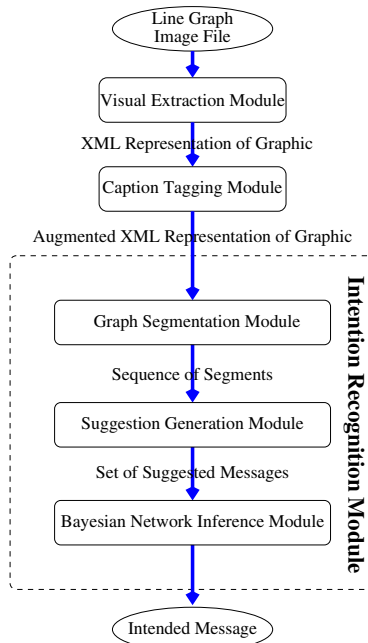 Line Graph
Image File
Visual Extraction Module
XML Representation of Graphic
Caption Tagging Module
Augmented XML Representation of Graphic
Graph Segmentation Module
Sequence of Segments
Suggestion Generation Module
Set of Suggested Messages
Bayesian Network Inference Module
Intention Recognition Module
Intended Message